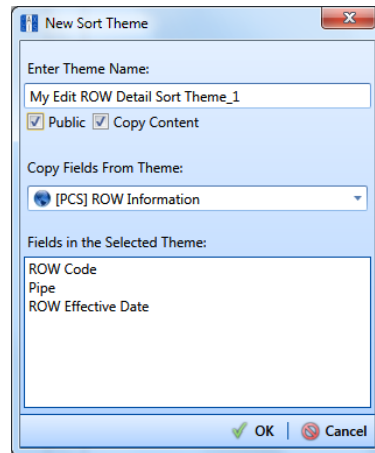 New Sort Theme
Enter Theme Name:
My Edit ROW Detail Sort Theme_1
Public Copy Content
Copy Fields From Theme:
[PCS] ROW Information
Fields in the Selected Theme:
ROW Code
Pipe
ROW Effective Date
OK | Cancel